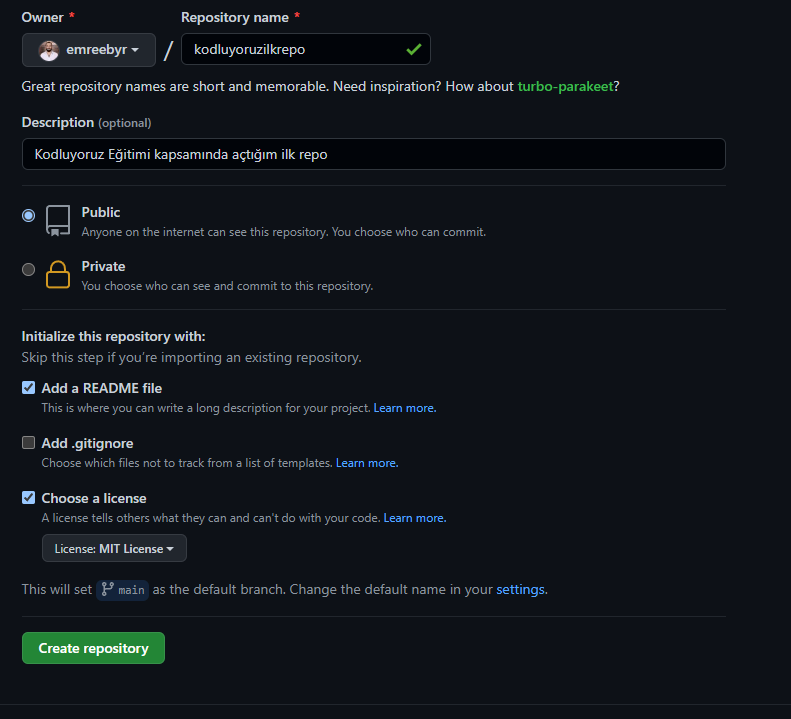 Owner * Repository name *
emreebyr / kodluyoruzilkrepo
Great repository names are short and memorable. Need inspiration? How about turbo-parakeet?
Description (optional)
Kodluyoruz Eğitimi kapsamında açtığım ilk repo
Public
Anyone on the internet can see this repository. You choose who can commit.
Private
You choose who can see and commit to this repository.
Initialize this repository with:
Skip this step if you're importing an existing repository.
Add a README file
This is where you can write a long description for your project. Learn more.
Add .gitignore
Choose which files not to track from a list of templates. Learn more.
Choose a license
A license tells others what they can and can't do with your code. Learn more.
License: MIT License
This will set main as the default branch. Change the default name in your settings.
Create repository